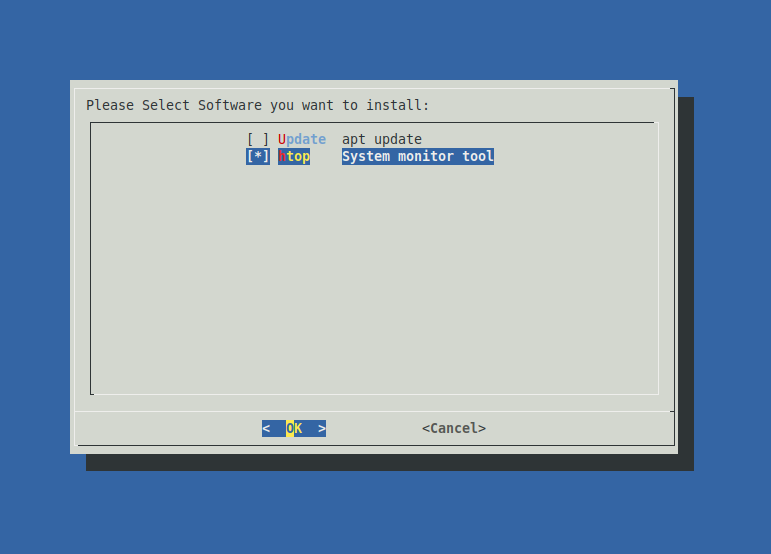 Please Select Software you want to install:
[ ] Update  apt update
[*] htop    System monitor tool
<  OK  >            <Cancel>